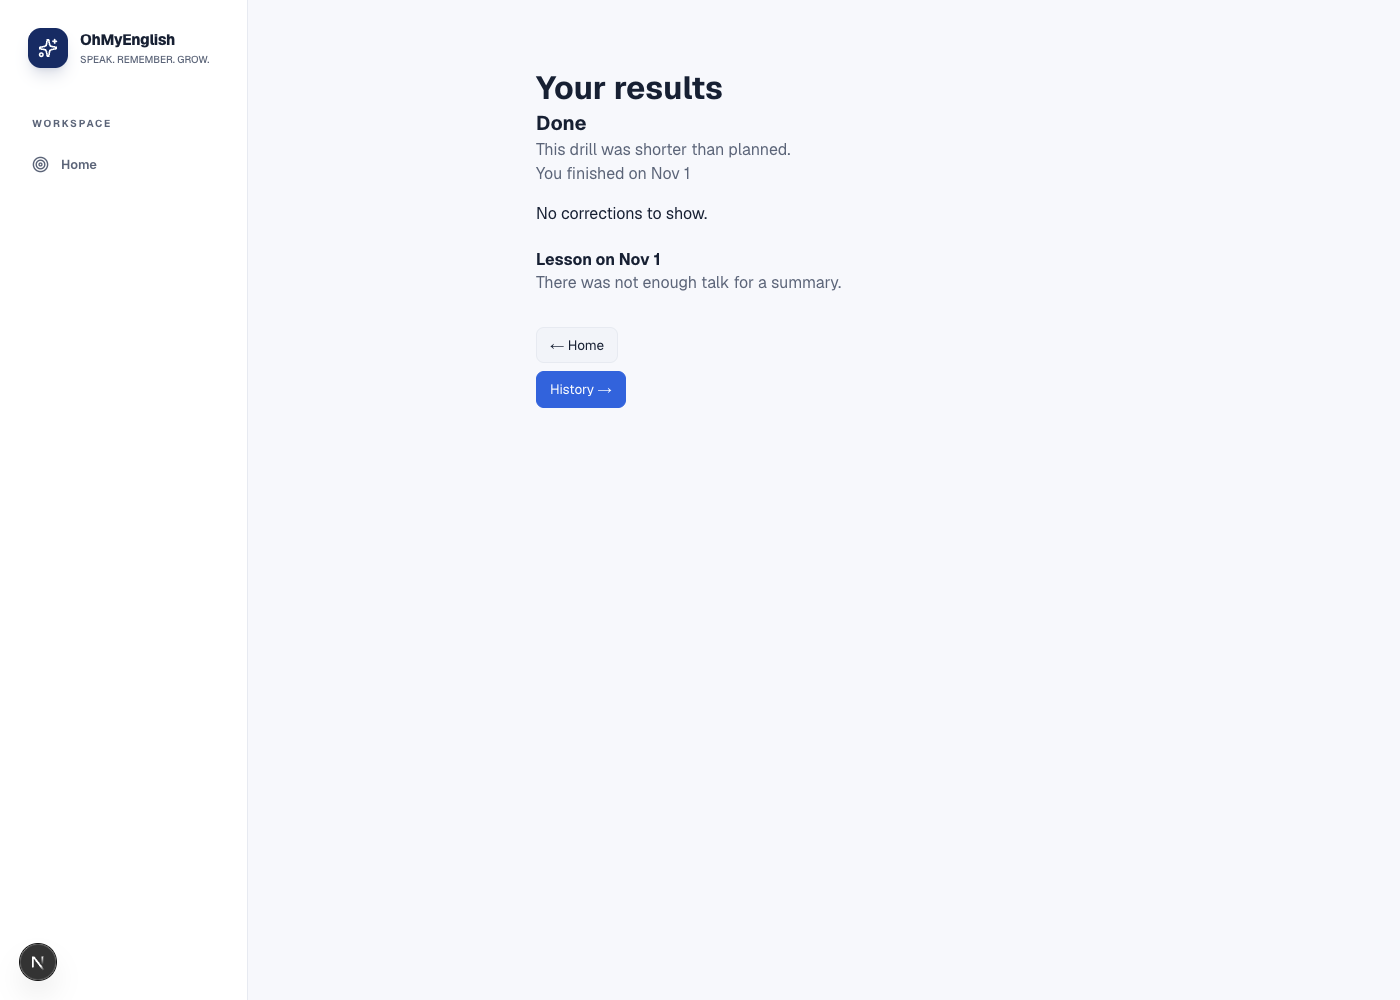 OhMyEnglish
SPEAK. REMEMBER. GROW.
WORKSPACE
Home
Your results
Done
This drill was shorter than planned.
You finished on Nov 1
No corrections to show.
Lesson on Nov 1
There was not enough talk for a summary.
← Home
History →
N